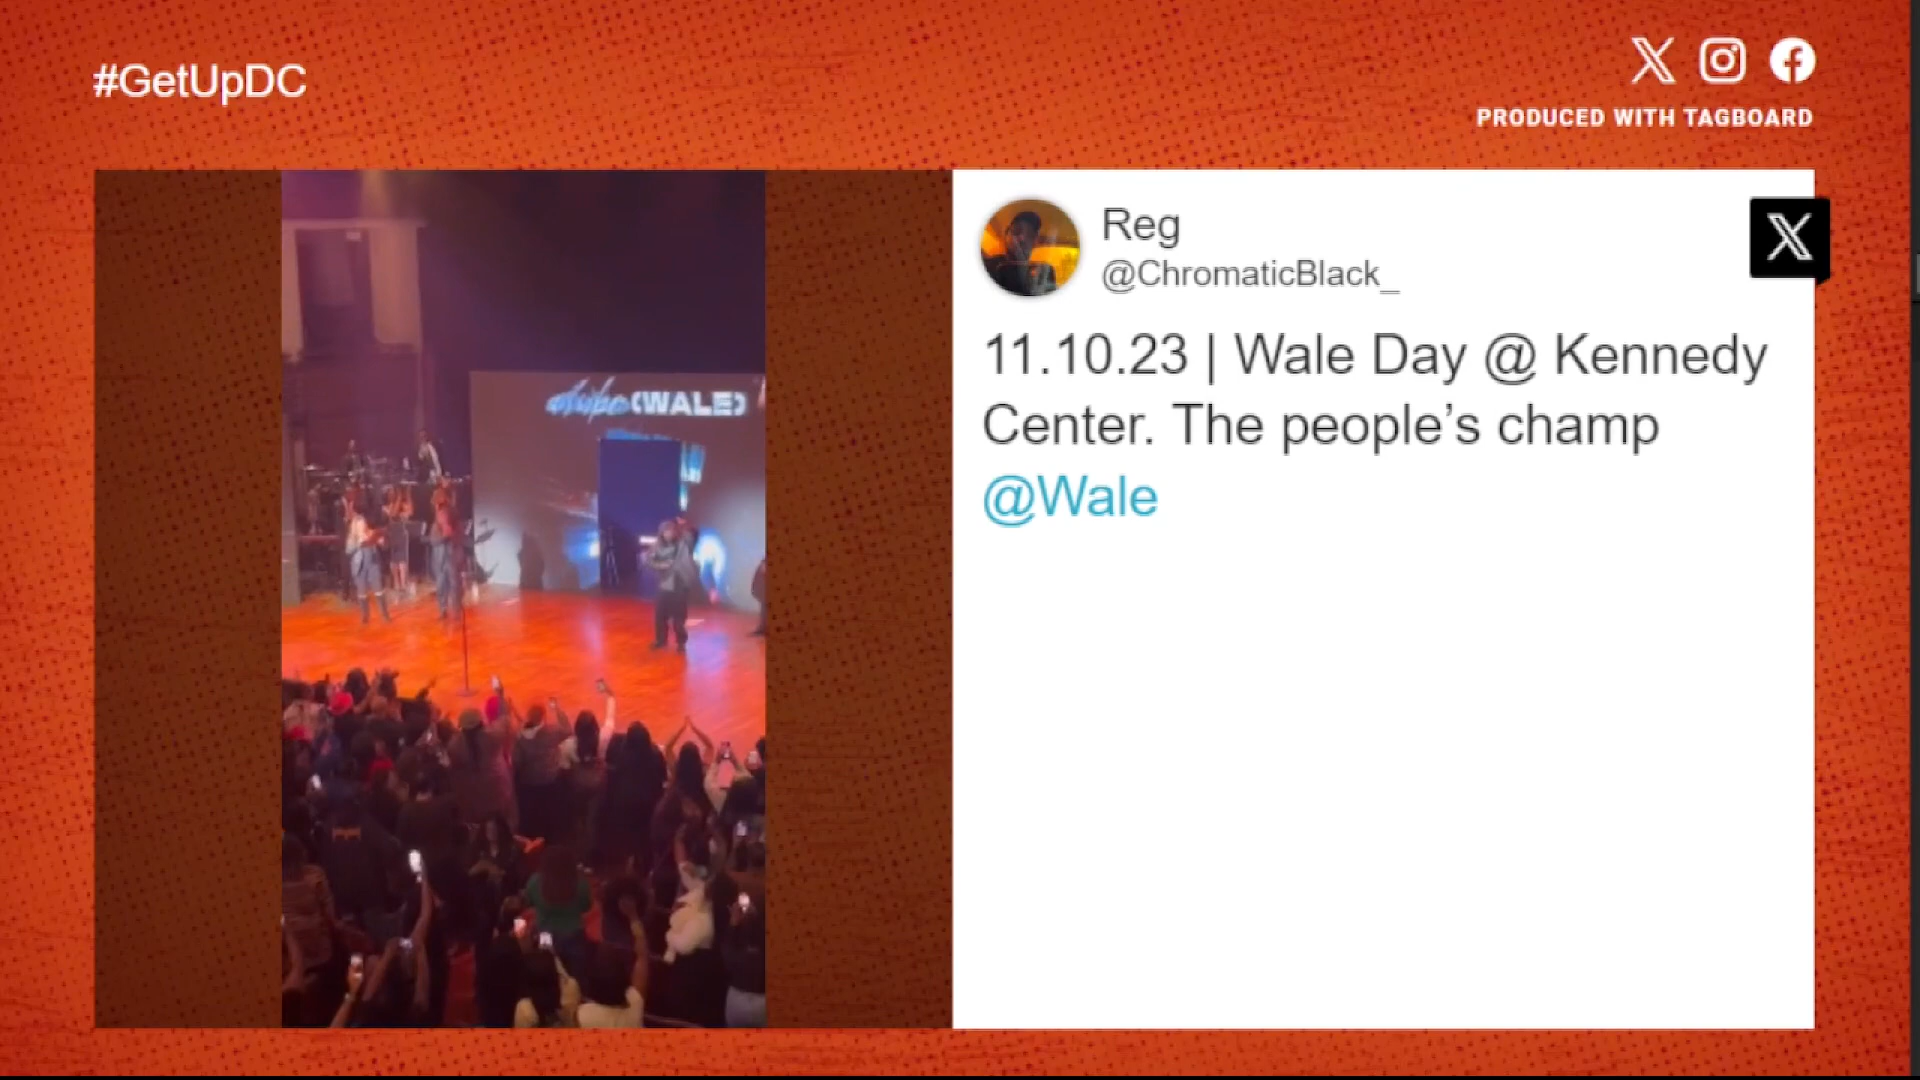 #GetUpDC
PRODUCED WITH TAGBOARD
(WALE)
Reg
@ChromaticBlack_
11.10.23 | Wale Day @ Kennedy
Center. The people’s champ
@Wale